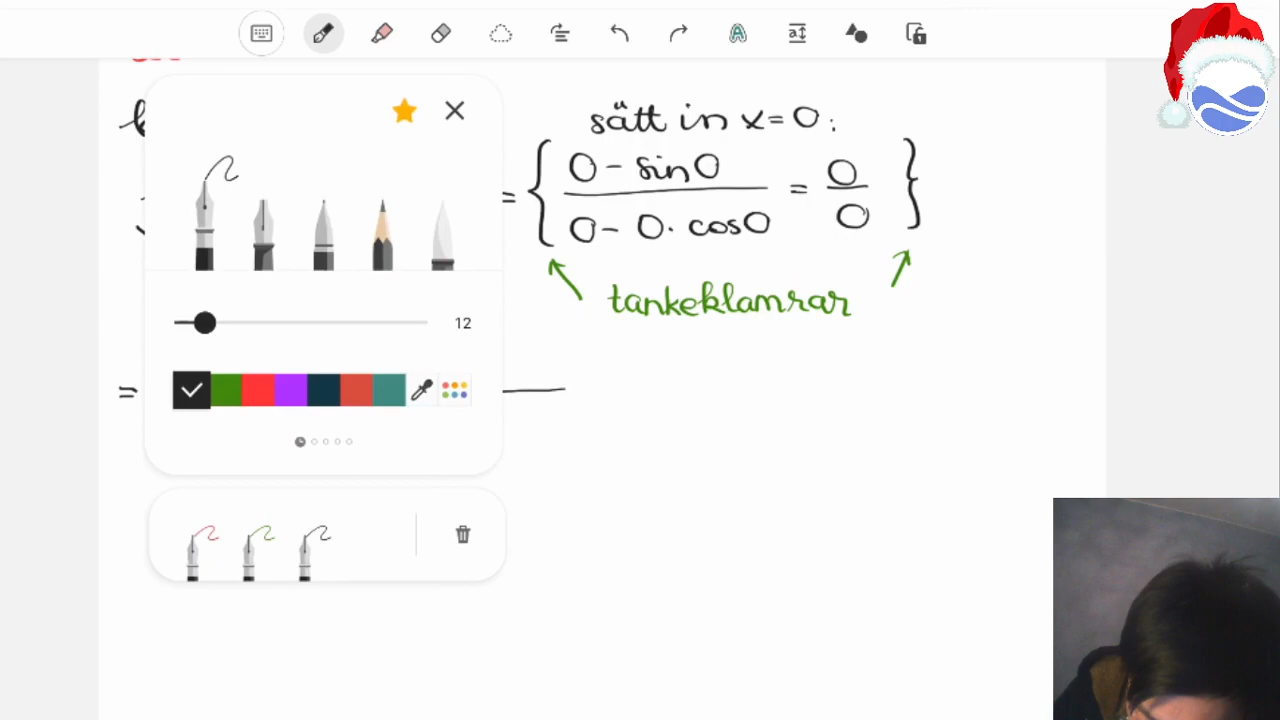 sätt in x=0:
= { (0 - sin0)/(0 - 0· cos0) = 0/0 }
tankeklamrar
=
12